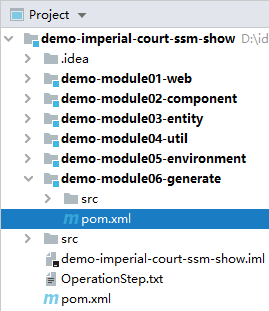 Project
demo-imperial-court-ssm-show D:\id
.idea
demo-module01-web
demo-module02-component
demo-module03-entity
demo-module04-util
demo-module05-environment
demo-module06-generate
src
pom.xml
src
demo-imperial-court-ssm-show.iml
OperationStep.txt
pom.xml